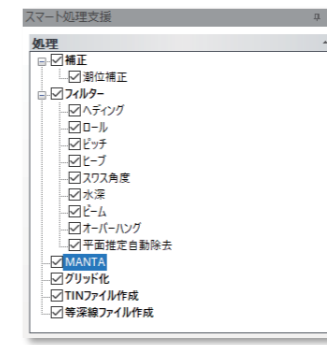 スマート処理支援
処理
補正
潮位補正
フィルター
ヘディング
ロール
ピッチ
ヒーブ
スワス角度
水深
ビーム
オーバーハング
平面推定自動除去
MANTA
グリッド化
TINファイル作成
等深線ファイル作成